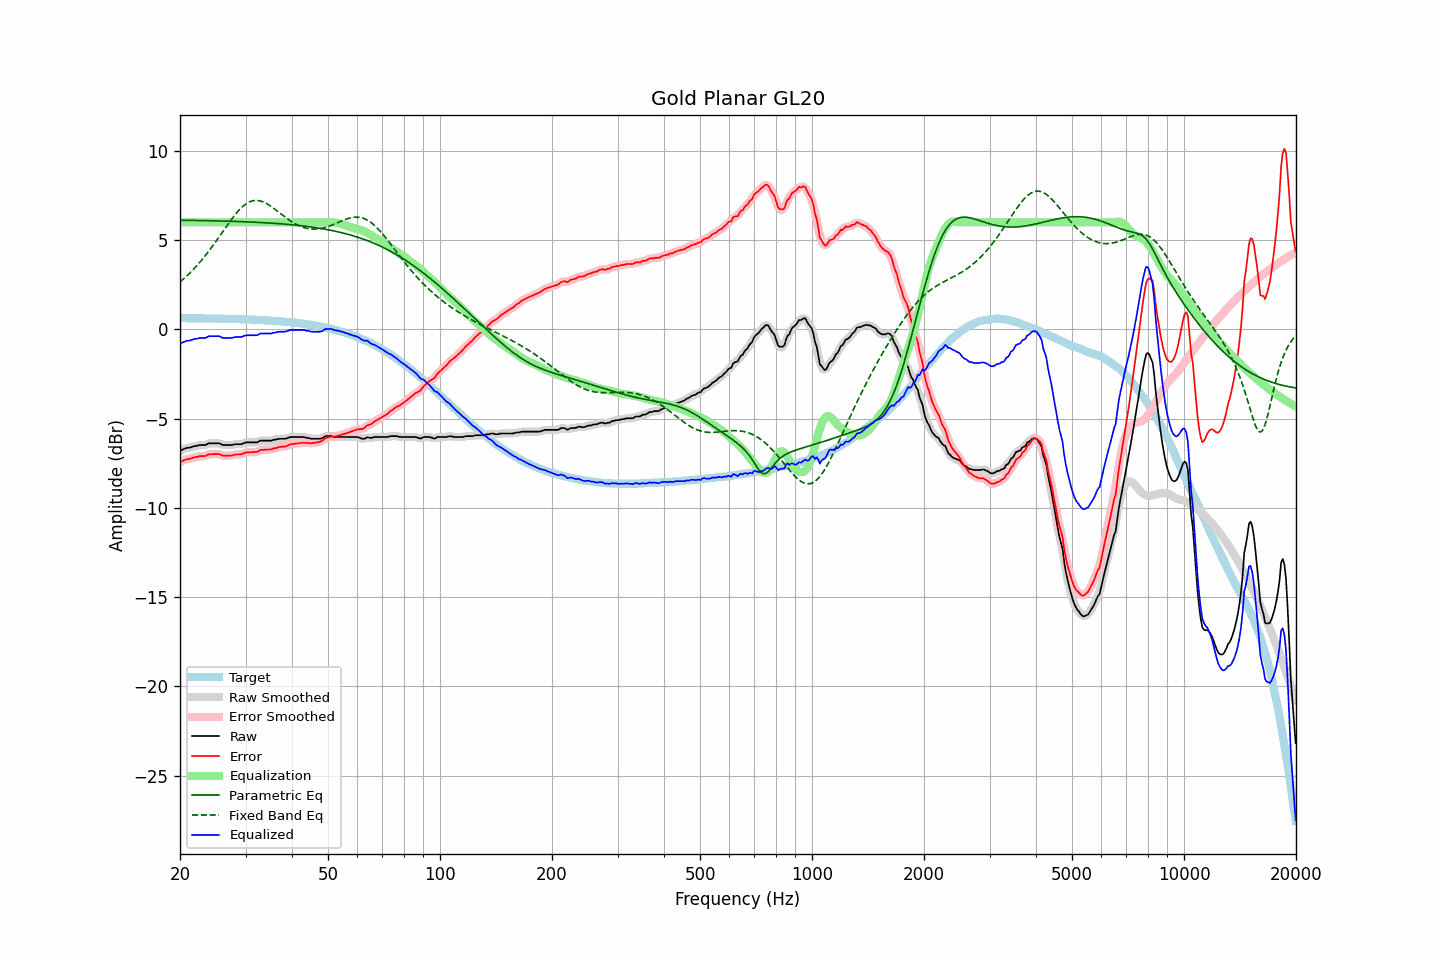 Gold Planar GL20
Amplitude (dBr)
10
5
0
−5
−10
−15
−20
−25
Target
Raw Smoothed
Error Smoothed
Raw
Error
Equalization
Parametric Eq
Fixed Band Eq
Equalized
20 50 100 200 500 1000 2000 5000 10000 20000
Frequency (Hz)